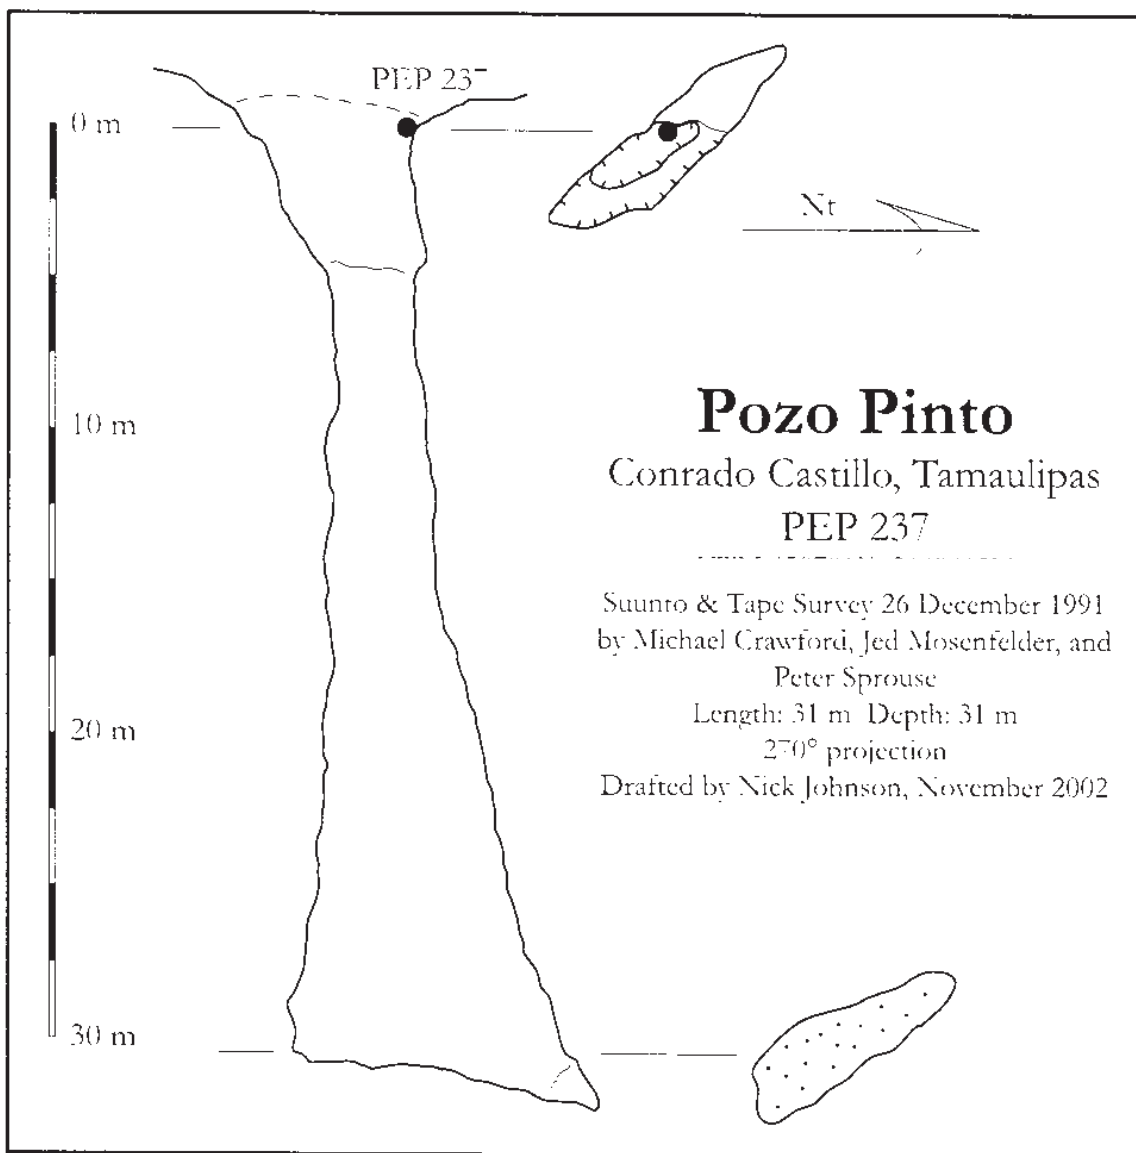 PEP 237
0 m
Nt
10 m
Pozo Pinto
Conrado Castillo, Tamaulipas
PEP 237
Suunto & Tape Survey 26 December 1991
by Michael Crawford, Jed Mosenfelder, and
Peter Sprouse
Length: 31 m Depth: 31 m
20 m
270° projection
Drafted by Nick Johnson, November 2002
30 m